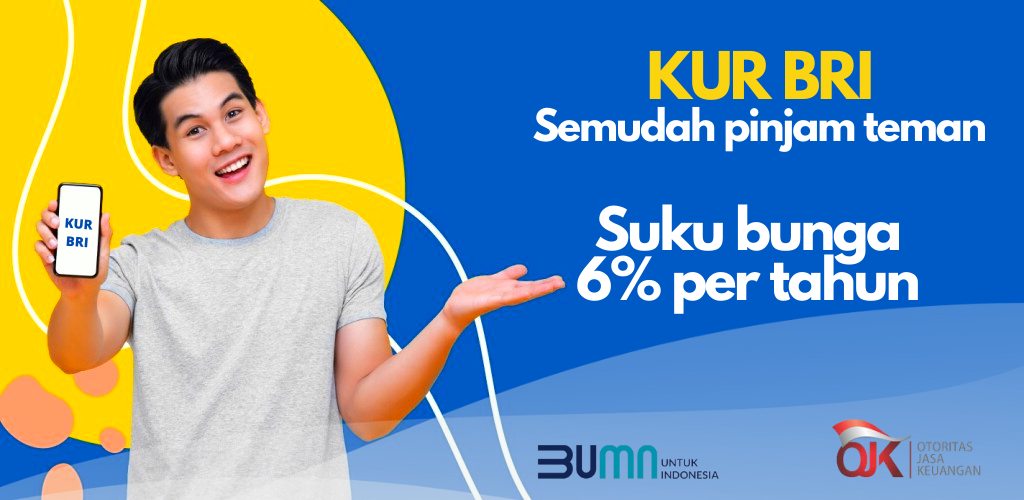 KUR BRI
Semudah pinjam teman
Suku bunga
6% per tahun
KUR
BRI
BUMN
UNTUK
INDONESIA
OJK
OTORITAS
JASA
KEUANGAN